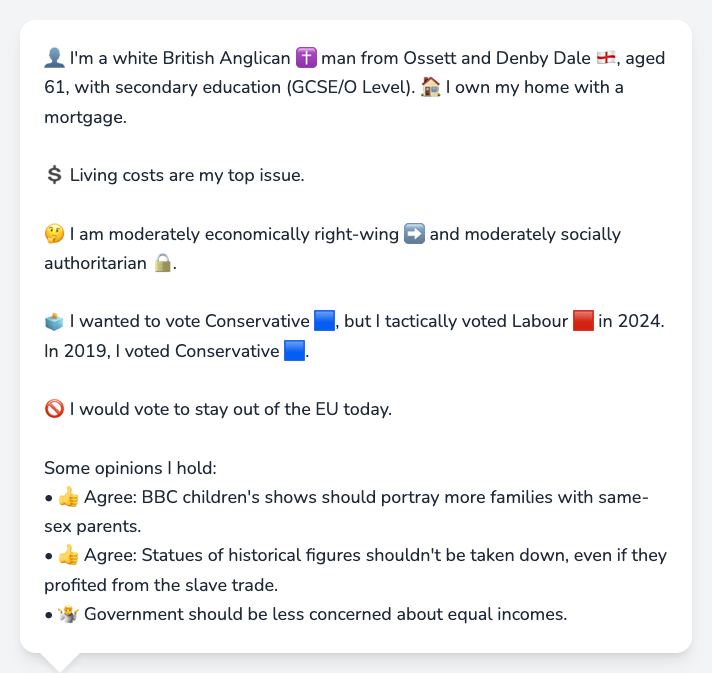 👤 I'm a white British Anglican ✝️ man from Ossett and Denby Dale 🏴󠁧󠁢󠁥󠁮󠁧󠁿, aged
61, with secondary education (GCSE/O Level). 🏠 I own my home with a
mortgage.
💲 Living costs are my top issue.
🤔 I am moderately economically right-wing ➡️ and moderately socially
authoritarian 🔒.
🗳️ I wanted to vote Conservative 🟦, but I tactically voted Labour 🟥 in 2024.
In 2019, I voted Conservative 🟦.
🚫 I would vote to stay out of the EU today.
Some opinions I hold:
• 👍 Agree: BBC children's shows should portray more families with same-
sex parents.
• 👍 Agree: Statues of historical figures shouldn't be taken down, even if they
profited from the slave trade.
• 🤷 Government should be less concerned about equal incomes.